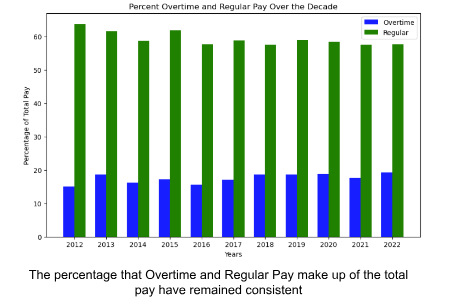 Percent Overtime and Regular Pay Over the Decade
Overtime
Regular
Percentage of Total Pay
60
50
40
30
20
10
0
2012 2013 2014 2015 2016 2017 2018 2019 2020 2021 2022
Years
The percentage that Overtime and Regular Pay make up of the total
pay have remained consistent